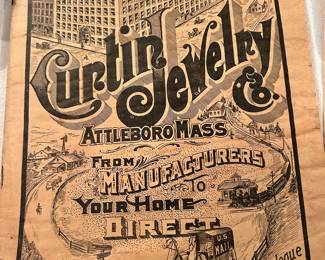 Curtin Jewelry Co.
ATTLEBORO MASS
FROM
MANUFACTURERS
TO
YOUR HOME
DIRECT
U.S. MAIL